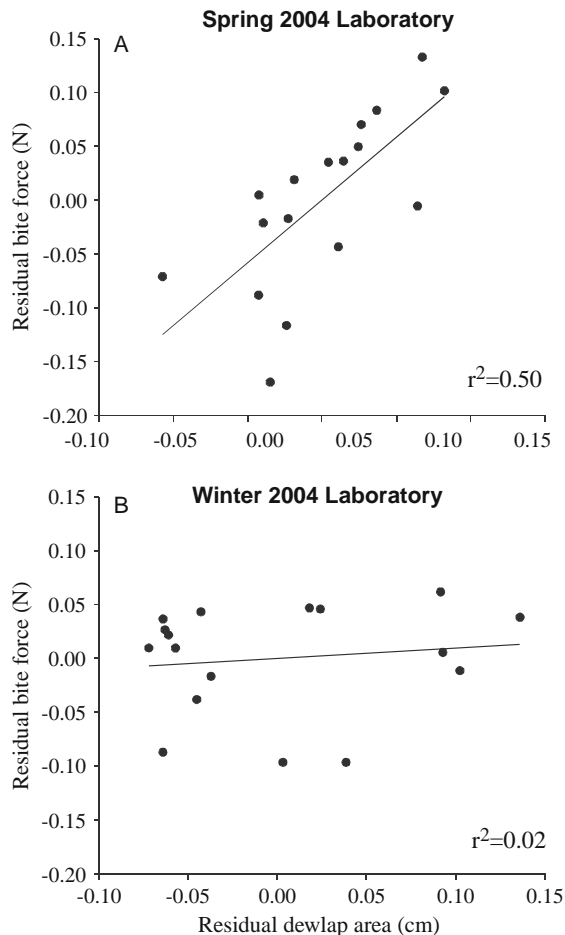 Spring 2004 Laboratory
A
0.15
0.10
0.05
0.00
-0.05
-0.10
-0.15
-0.20
Residual bite force (N)
r²=0.50
-0.10 -0.05 0.00 0.05 0.10 0.15
Winter 2004 Laboratory
B
0.15
0.10
0.05
0.00
-0.05
-0.10
-0.15
-0.20
Residual bite force (N)
r²=0.02
-0.10 -0.05 0.00 0.05 0.10 0.15
Residual dewlap area (cm)